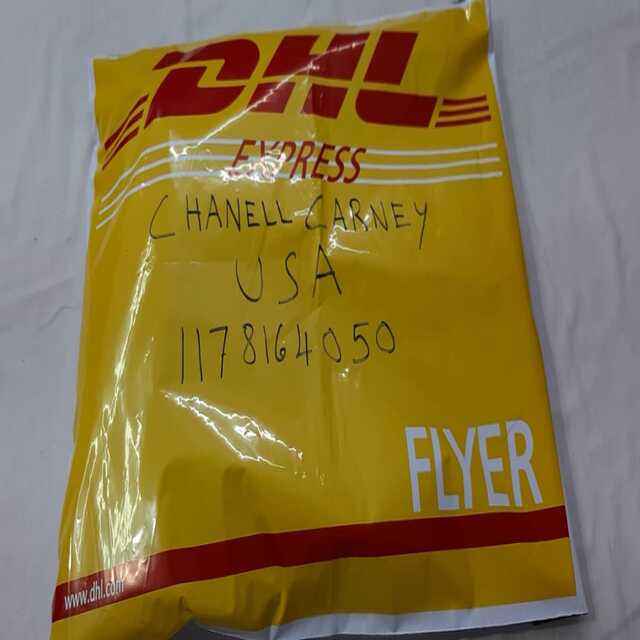 DHL
EXPRESS
CHANELL CARNEY
USA
1178164050
FLYER
www.dhl.com